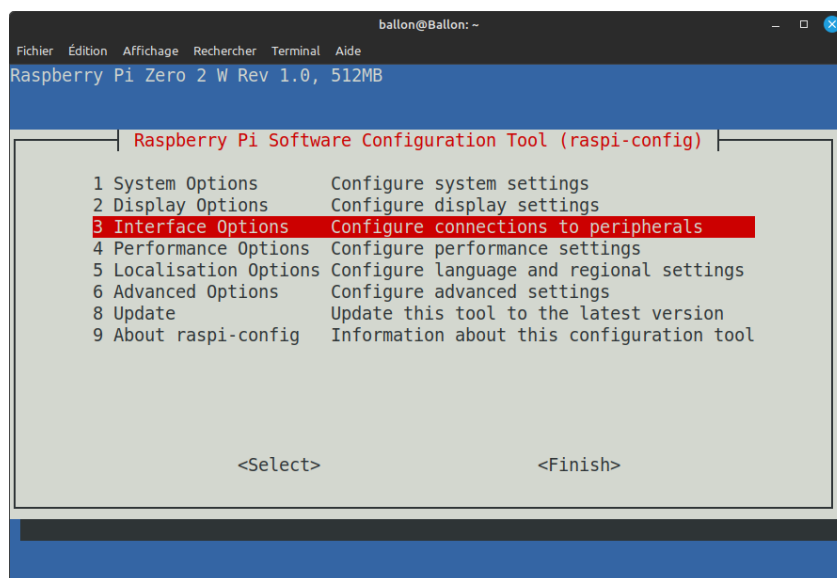 ballon@Ballon: ~
Fichier Édition Affichage Rechercher Terminal Aide
Raspberry Pi Zero 2 W Rev 1.0, 512MB
Raspberry Pi Software Configuration Tool (raspi-config)
1 System Options Configure system settings
2 Display Options Configure display settings
3 Interface Options Configure connections to peripherals
4 Performance Options Configure performance settings
5 Localisation Options Configure language and regional settings
6 Advanced Options Configure advanced settings
8 Update Update this tool to the latest version
9 About raspi-config Information about this configuration tool
<Select> <Finish>